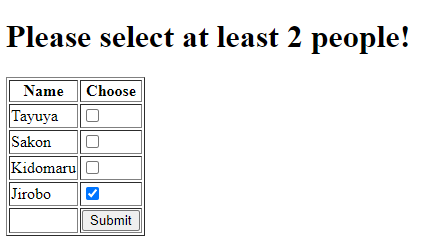 Please select at least 2 people!
Name Choose
Tayuya
Sakon
Kidomaru
Jirobo
Submit